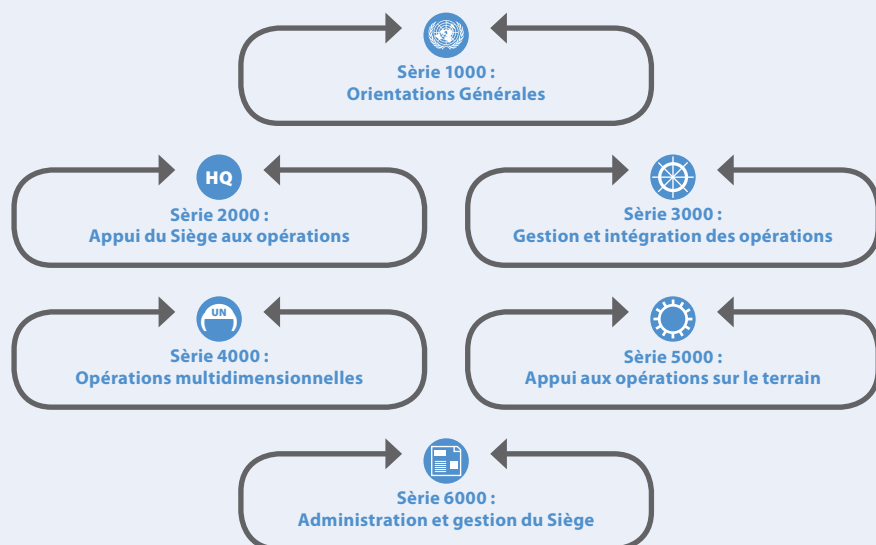 Sèrie 1000 :
Orientations Générales
HQ
Sèrie 2000 :
Appui du Siège aux opérations
Sèrie 3000 :
Gestion et intégration des opérations
UN
Sèrie 4000 :
Opérations multidimensionnelles
Sèrie 5000 :
Appui aux opérations sur le terrain
Sèrie 6000 :
Administration et gestion du Siège